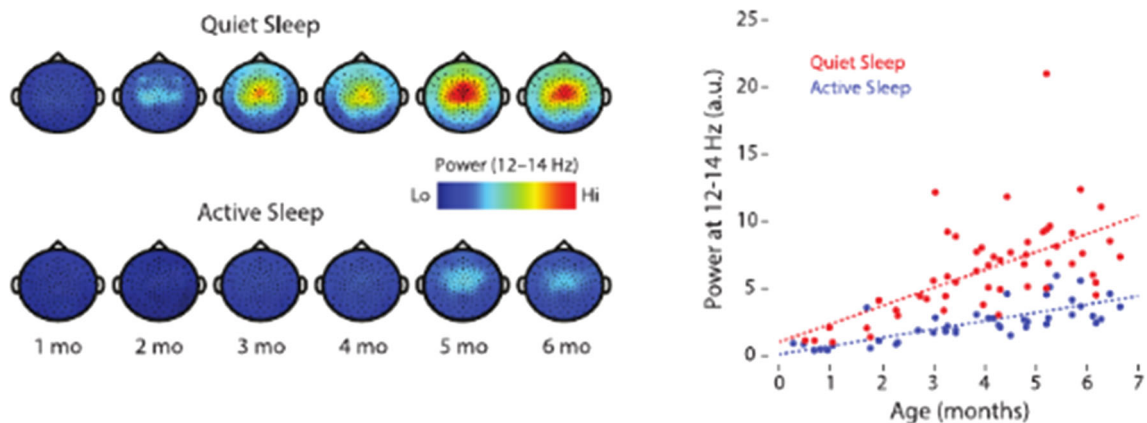 Quiet Sleep
Power (12–14 Hz)
Lo Hi
Active Sleep
1 mo 2 mo 3 mo 4 mo 5 mo 6 mo
Power at 12-14 Hz (a.u.)
25
20
15
10
5
0
Quiet Sleep
Active Sleep
0 1 2 3 4 5 6 7
Age (months)